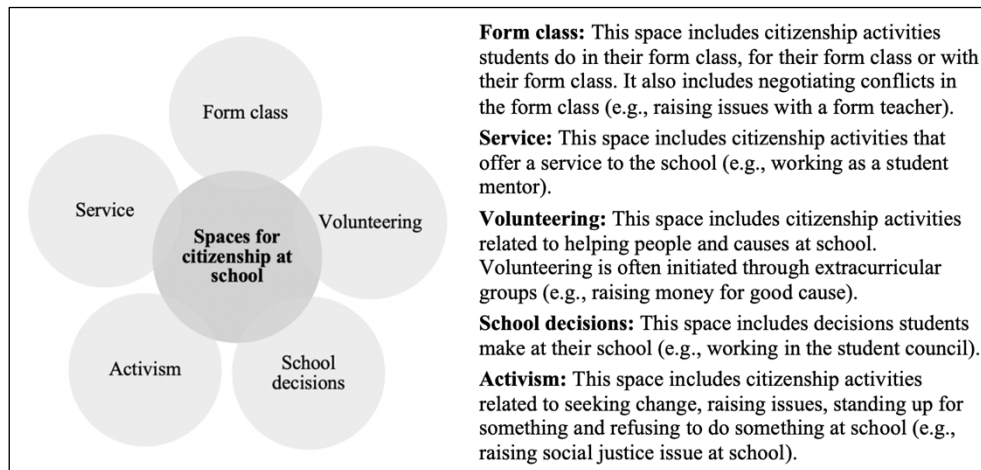 Form class
Service
Volunteering
Spaces for
citizenship at
school
Activism
School
decisions
Form class: This space includes citizenship activities
students do in their form class, for their form class or with
their form class. It also includes negotiating conflicts in
the form class (e.g., raising issues with a form teacher).
Service: This space includes citizenship activities that
offer a service to the school (e.g., working as a student
mentor).
Volunteering: This space includes citizenship activities
related to helping people and causes at school.
Volunteering is often initiated through extracurricular
groups (e.g., raising money for good cause).
School decisions: This space includes decisions students
make at their school (e.g., working in the student council).
Activism: This space includes citizenship activities
related to seeking change, raising issues, standing up for
something and refusing to do something at school (e.g.,
raising social justice issue at school).